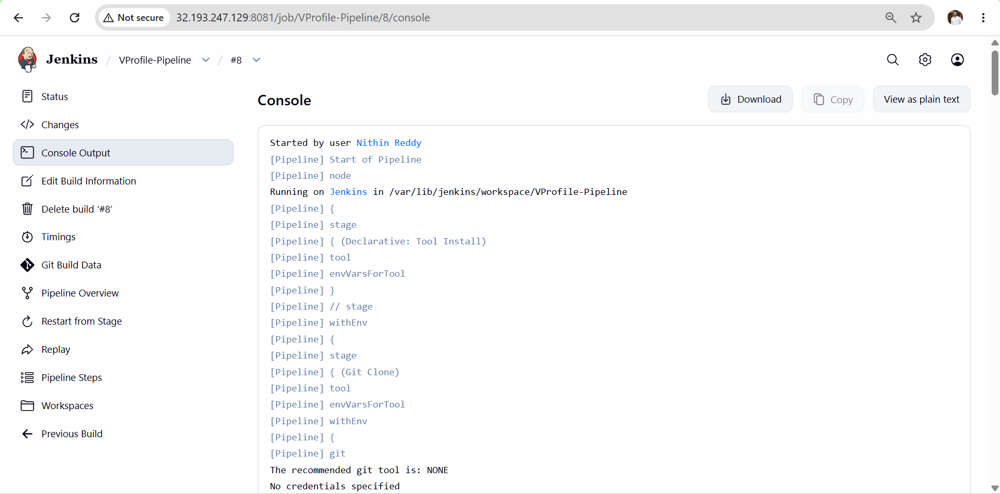 Not secure 32.193.247.129:8081/job/VProfile-Pipeline/8/console
Jenkins / VProfile-Pipeline / #8
Status
Changes
Console Output
Edit Build Information
Delete build ‘#8’
Timings
Git Build Data
Pipeline Overview
Restart from Stage
Replay
Pipeline Steps
Workspaces
Previous Build
Console
Download
Copy
View as plain text
Started by user Nithin Reddy
[Pipeline] Start of Pipeline
[Pipeline] node
Running on Jenkins in /var/lib/jenkins/workspace/VProfile-Pipeline
[Pipeline] {
[Pipeline] stage
[Pipeline] { (Declarative: Tool Install)
[Pipeline] tool
[Pipeline] envVarsForTool
[Pipeline] }
[Pipeline] // stage
[Pipeline] withEnv
[Pipeline] {
[Pipeline] stage
[Pipeline] { (Git Clone)
[Pipeline] tool
[Pipeline] envVarsForTool
[Pipeline] withEnv
[Pipeline] {
[Pipeline] git
The recommended git tool is: NONE
No credentials specified